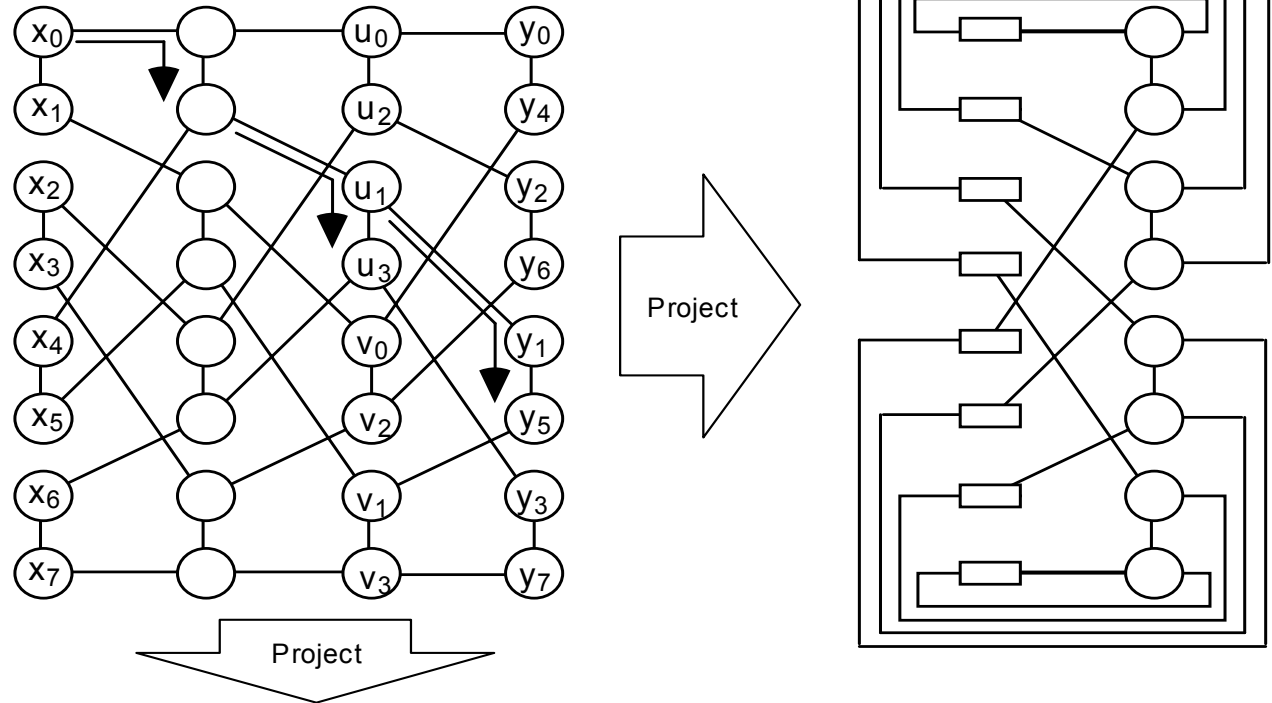 x0 u0 y0
x1 u2 y4
x2 u1 y2
x3 u3 y6
x4 v0 y1
x5 v2 y5
x6 v1 y3
x7 v3 y7
Project
Project